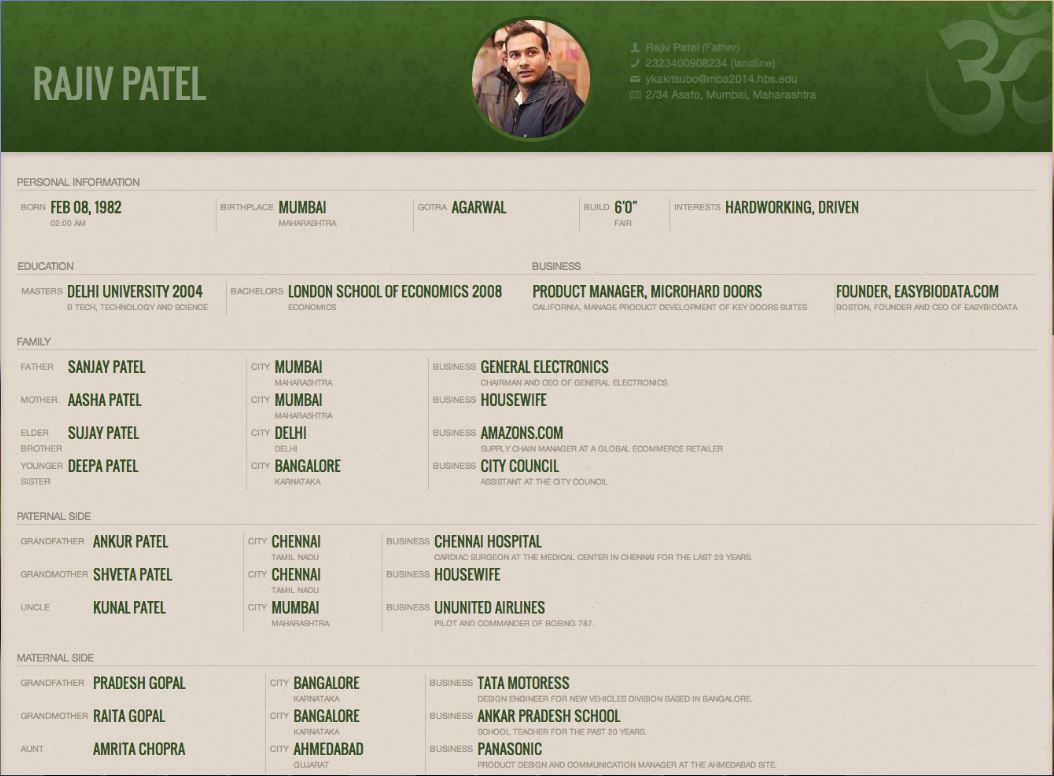 RAJIV PATEL
Rajiv Patel (Father)
2323400908234 (landline)
ykakitsubo@mba2014.hbs.edu
2/34 Asafo, Mumbai, Maharashtra
ॐ
PERSONAL INFORMATION
BORN FEB 08, 1982 BIRTHPLACE MUMBAI GOTRA AGARWAL BUILD 6'0" INTERESTS HARDWORKING, DRIVEN
02:00 AM MAHARASHTRA FAIR
EDUCATION BUSINESS
MASTERS DELHI UNIVERSITY 2004 BACHELORS LONDON SCHOOL OF ECONOMICS 2008 PRODUCT MANAGER, MICROHARD DOORS FOUNDER, EASYBIODATA.COM
B TECH, TECHNOLOGY AND SCIENCE ECONOMICS CALIFORNIA, MANAGE PRODUCT DEVELOPMENT OF KEY DOORS SUITES BOSTON, FOUNDER AND CEO OF EASYBIODATA
FAMILY
FATHER SANJAY PATEL CITY MUMBAI BUSINESS GENERAL ELECTRONICS
MAHARASHTRA CHAIRMAN AND CEO OF GENERAL ELECTRONICS
MOTHER AASHA PATEL CITY MUMBAI BUSINESS HOUSEWIFE
MAHARASHTRA
ELDER SUJAY PATEL CITY DELHI BUSINESS AMAZONS.COM
BROTHER DELHI SUPPLY CHAIN MANAGER AT A GLOBAL ECOMMERCE RETAILER
YOUNGER DEEPA PATEL CITY BANGALORE BUSINESS CITY COUNCIL
SISTER KARNATAKA ASSISTANT AT THE CITY COUNCIL
PATERNAL SIDE
GRANDFATHER ANKUR PATEL CITY CHENNAI BUSINESS CHENNAI HOSPITAL
TAMIL NADU CARDIAC SURGEON AT THE MEDICAL CENTER IN CHENNAI FOR THE LAST 23 YEARS.
GRANDMOTHER SHVETA PATEL CITY CHENNAI BUSINESS HOUSEWIFE
TAMIL NADU
UNCLE KUNAL PATEL CITY MUMBAI BUSINESS UNUNITED AIRLINES
MAHARASHTRA PILOT AND COMMANDER OF BOEING 787.
MATERNAL SIDE
GRANDFATHER PRADESH GOPAL CITY BANGALORE BUSINESS TATA MOTORESS
KARNATAKA DESIGN ENGINEER FOR NEW VEHICLES DIVISION BASED IN BANGALORE.
GRANDMOTHER RAITA GOPAL CITY BANGALORE BUSINESS ANKAR PRADESH SCHOOL
KARNATAKA SCHOOL TEACHER FOR THE PAST 20 YEARS.
AUNT AMRITA CHOPRA CITY AHMEDABAD BUSINESS PANASONIC
GUJARAT PRODUCT DESIGN AND COMMUNICATION MANAGER AT THE AHMEDABAD SITE.